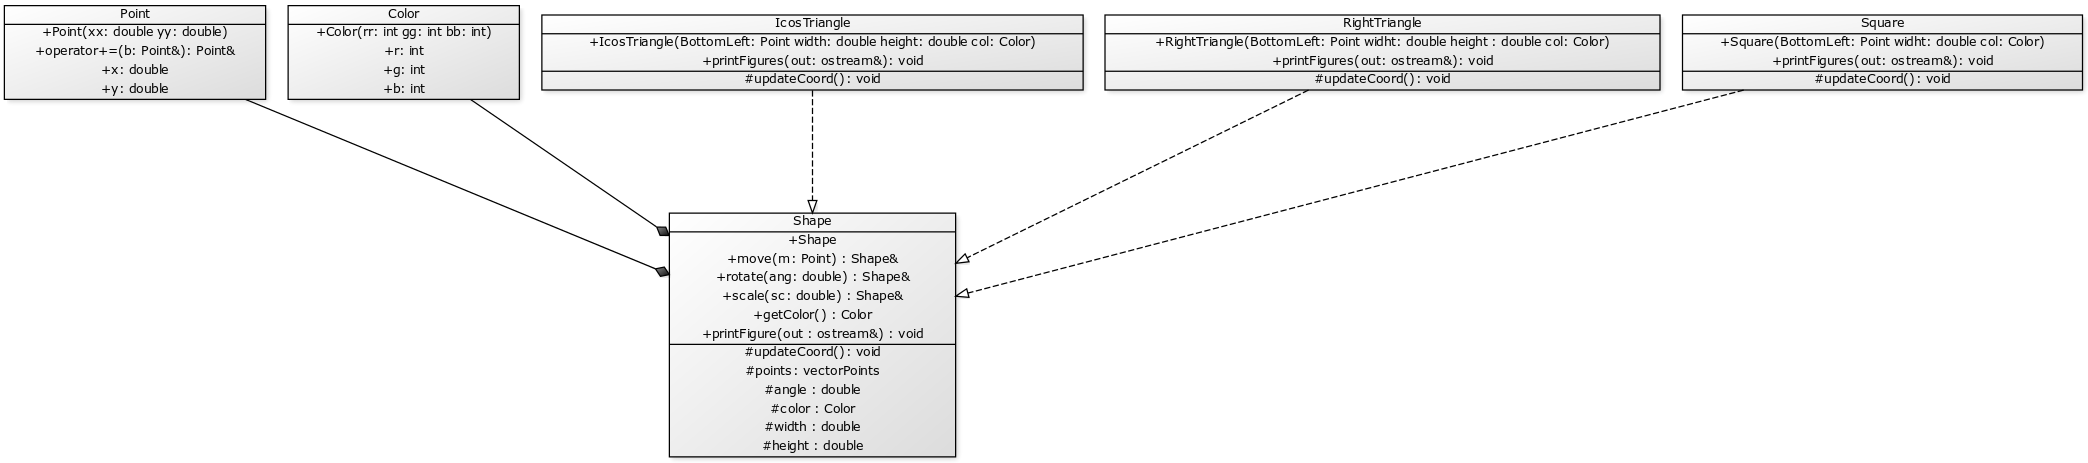 Point
+Point(xx: double yy: double)
+operator+=(b: Point&): Point&
+x: double
+y: double
Color
+Color(rr: int gg: int bb: int)
+r: int
+g: int
+b: int
IcosTriangle
+IcosTriangle(BottomLeft: Point width: double height: double col: Color)
+printFigures(out: ostream&): void
#updateCoord(): void
RightTriangle
+RightTriangle(BottomLeft: Point widht: double height : double col: Color)
+printFigures(out: ostream&): void
#updateCoord(): void
Square
+Square(BottomLeft: Point widht: double col: Color)
+printFigures(out: ostream&): void
#updateCoord(): void
Shape
+Shape
+move(m: Point) : Shape&
+rotate(ang: double) : Shape&
+scale(sc: double) : Shape&
+getColor() : Color
+printFigure(out : ostream&) : void
#updateCoord(): void
#points: vectorPoints
#angle : double
#color : Color
#width : double
#height : double